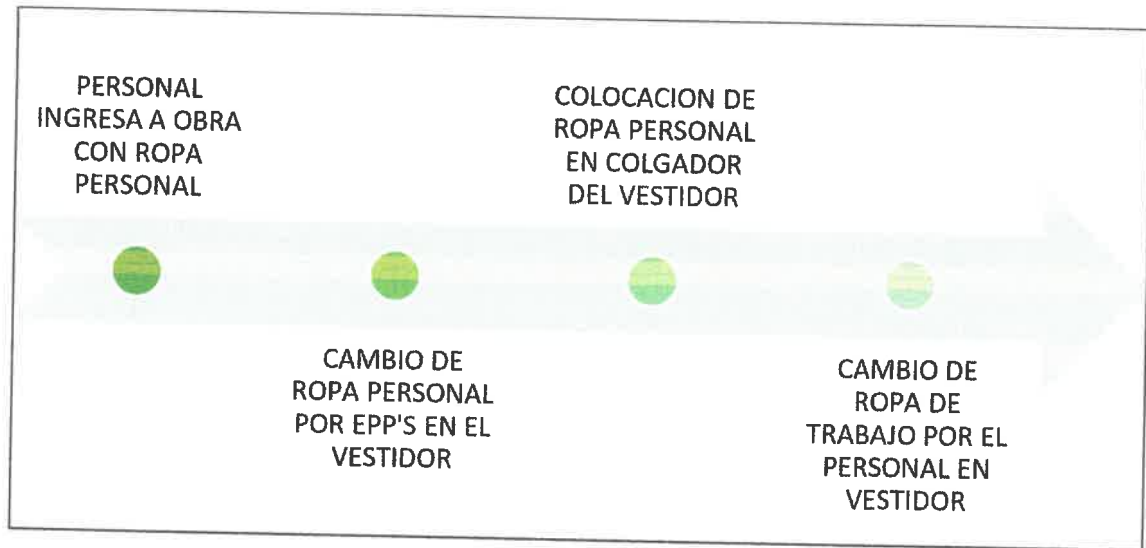 PERSONAL
INGRESA A OBRA
CON ROPA
PERSONAL
CAMBIO DE
ROPA PERSONAL
POR EPP'S EN EL
VESTIDOR
COLOCACION DE
ROPA PERSONAL
EN COLGADOR
DEL VESTIDOR
CAMBIO DE
ROPA DE
TRABAJO POR EL
PERSONAL EN
VESTIDOR